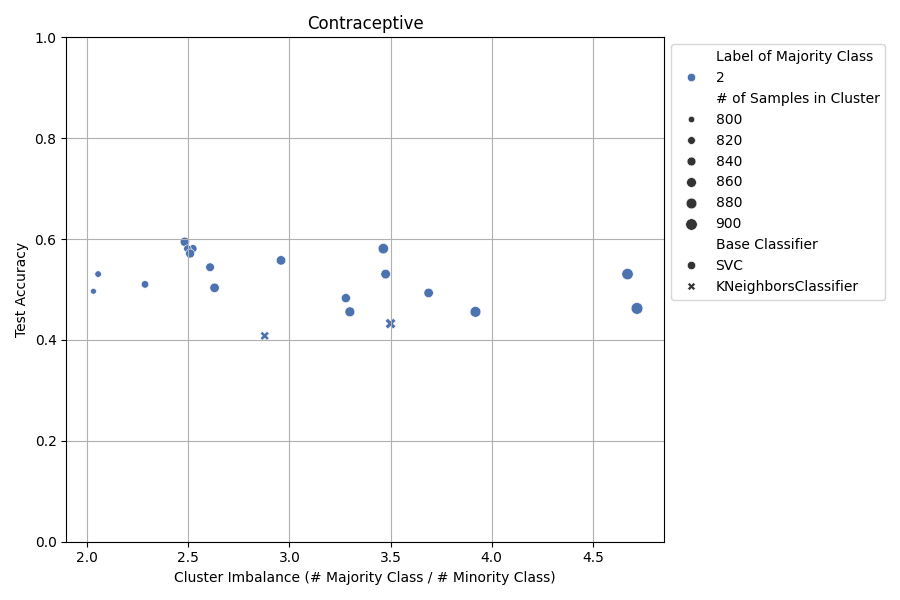 Contraceptive
1.0
0.8
0.6
0.4
0.2
0.0
Test Accuracy
2.0 2.5 3.0 3.5 4.0 4.5
Cluster Imbalance (# Majority Class / # Minority Class)
Label of Majority Class
2
# of Samples in Cluster
800
820
840
860
880
900
Base Classifier
SVC
KNeighborsClassifier